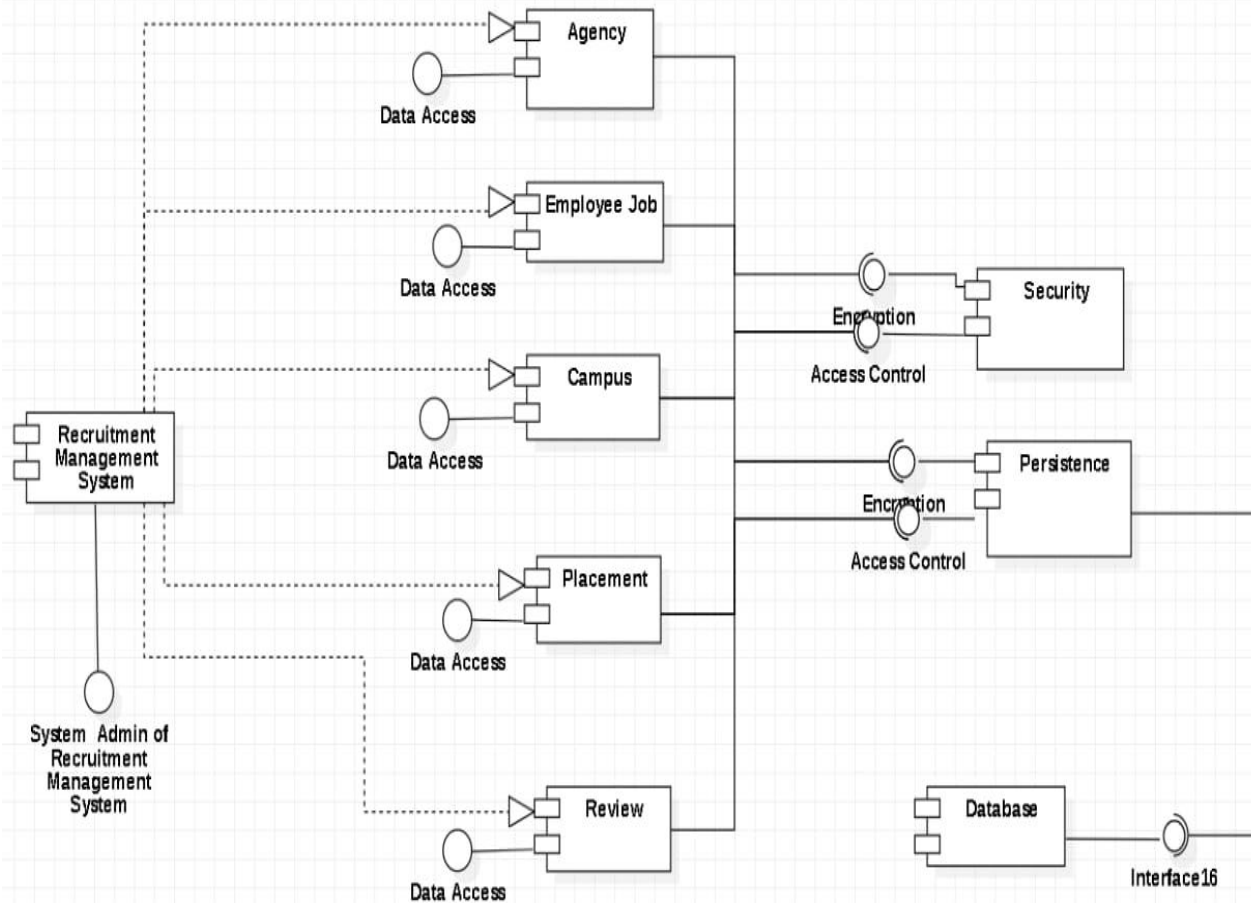 Agency
Data Access
Employee Job
Data Access
Encryption
Security
Access Control
Campus
Data Access
Recruitment
Management
System
Encryption
Persistence
Access Control
Placement
Data Access
System Admin of
Recruitment
Management
System
Review
Data Access
Database
Interface16